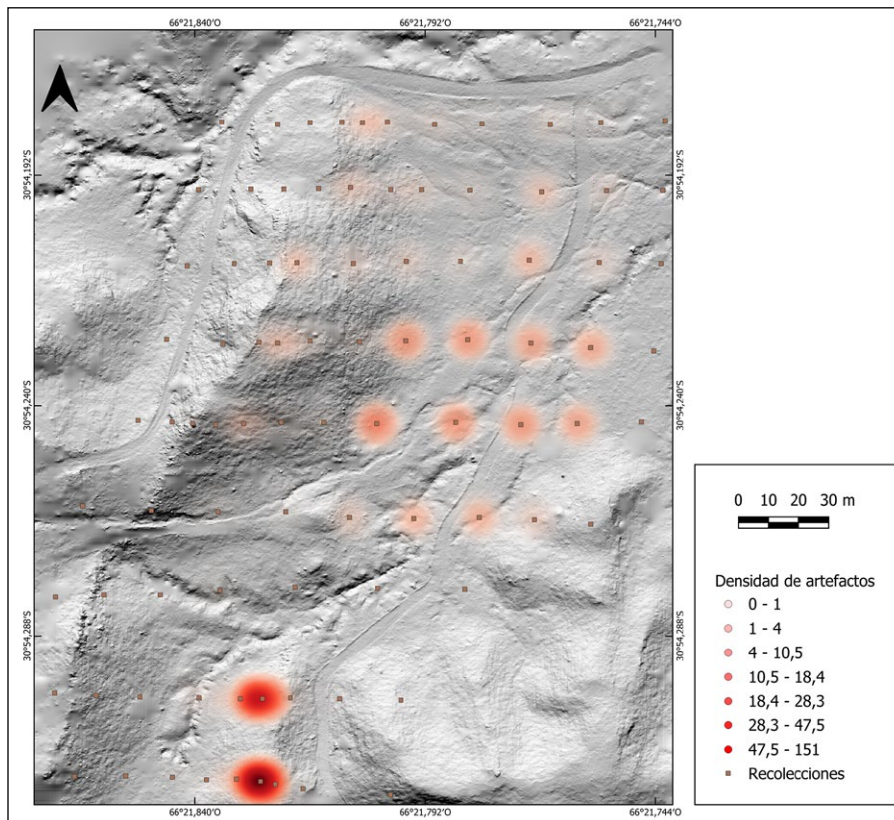 66°21,840'O 66°21,792'O 66°21,744'O
30°54,192'S 30°54,192'S
30°54,240'S 30°54,240'S
30°54,288'S 30°54,288'S
66°21,840'O 66°21,792'O 66°21,744'O
0 10 20 30 m
Densidad de artefactos
0 - 1
1 - 4
4 - 10,5
10,5 - 18,4
18,4 - 28,3
28,3 - 47,5
47,5 - 151
Recolecciones